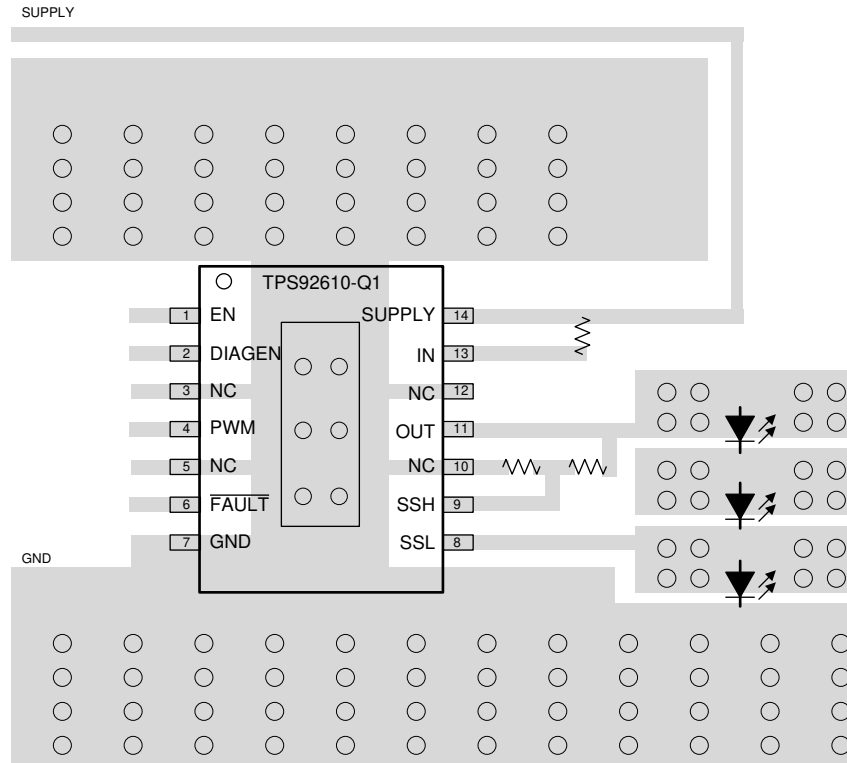 SUPPLY
TPS92610-Q1
1 EN
SUPPLY 14
2 DIAGEN
IN 13
3 NC
NC 12
4 PWM
OUT 11
5 NC
NC 10
6 FAULT
SSH 9
7 GND
SSL 8
GND